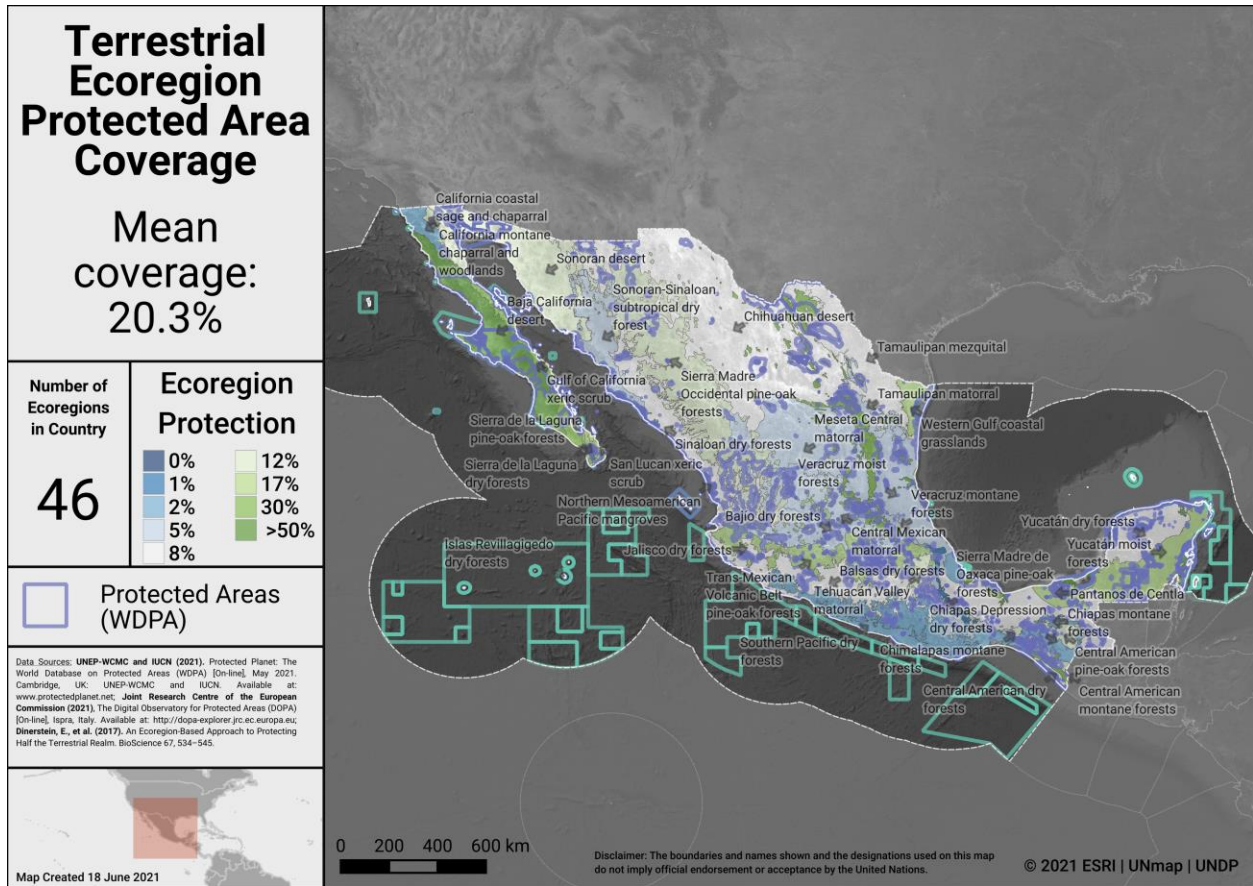 Terrestrial
Ecoregion
Protected Area
Coverage
Mean
coverage:
20.3%
Number of
Ecoregions
in Country
46
Ecoregion
Protection
0%
1%
2%
5%
8%
12%
17%
30%
>50%
Protected Areas
(WDPA)
Data Sources: UNEP-WCMC and IUCN (2021). Protected Planet: The
World Database on Protected Areas (WDPA) [On-line], May 2021.
Cambridge, UK: UNEP-WCMC and IUCN. Available at:
www.protectedplanet.net; Joint Research Centre of the European
Commission (2021), The Digital Observatory for Protected Areas (DOPA)
[On-line], Ispra, Italy. Available at: http://dopa-explorer.jrc.ec.europa.eu;
Dinerstein, E., et al. (2017). An Ecoregion-Based Approach to Protecting
Half the Terrestrial Realm. BioScience 67, 534–545.
Map Created 18 June 2021
California coastal
sage and chaparral
California montane
chaparral and
woodlands
Sonoran desert
Baja California
desert
Sonoran-Sinaloan
subtropical dry
forest
Chihuahuan desert
Tamaulipan mezquital
Gulf of California
xeric scrub
Sierra Madre
Occidental pine-oak
forests
Tamaulipan matorral
Meseta Central
matorral
Western Gulf coastal
grasslands
Sierra de la Laguna
pine-oak forests
Sinaloan dry forests
Sierra de la Laguna
dry forests
San Lucan xeric
scrub
Veracruz moist
forests
Veracruz montane
forests
Northern Mesoamerican
Pacific mangroves
Bajío dry forests
Yucatán dry forests
Yucatán moist
forests
Islas Revillagigedo
dry forests
Jalisco dry forests
Central Mexican
matorral
Balsas dry forests
Sierra Madre de
Oaxaca pine-oak
forests
Trans-Mexican
Volcanic Belt
pine-oak forests
Tehuacán Valley
matorral
Pantanos de Centla
Chiapas Depression
dry forests
Chiapas montane
forests
Southern Pacific dry
forests
Chimalapas montane
forests
Central American
pine-oak forests
Central American dry
forests
Central American
montane forests
0 200 400 600 km
Disclaimer: The boundaries and names shown and the designations used on this map
do not imply official endorsement or acceptance by the United Nations.
© 2021 ESRI | UNmap | UNDP